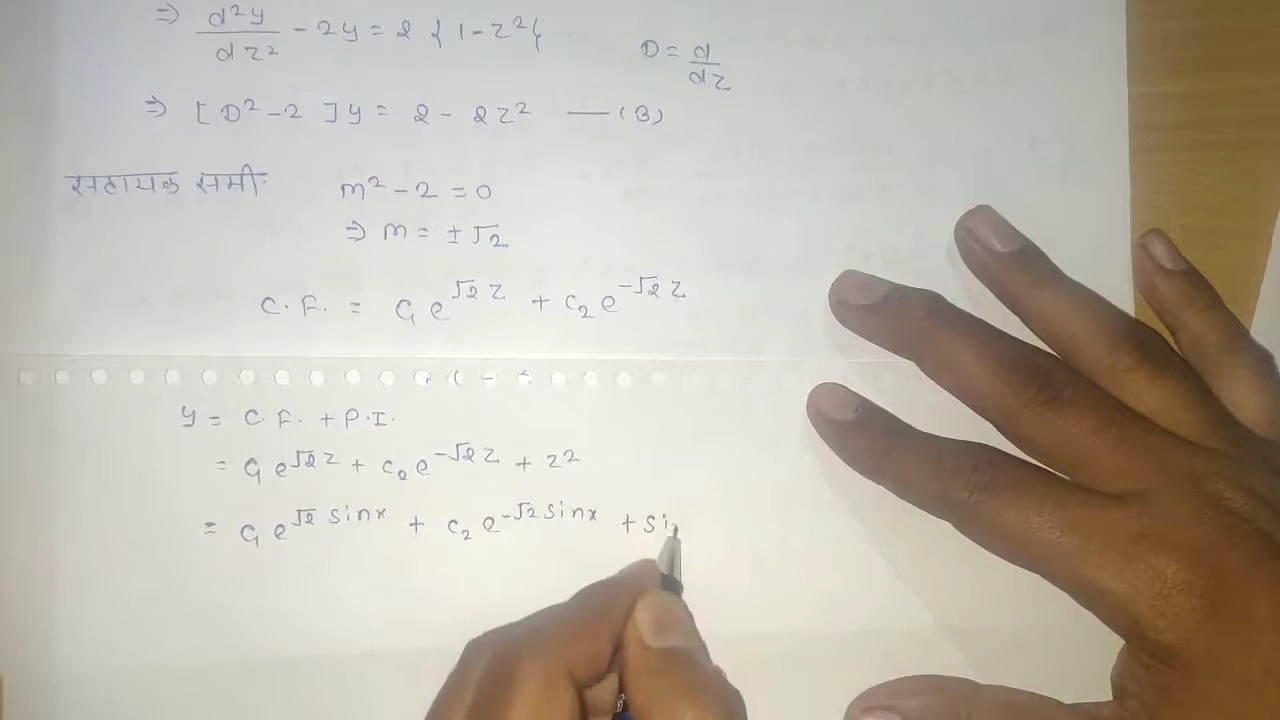 ⇒ d²y/dz² - 2y = 2 { 1 - z² {
D = d/dz
⇒ [ D² - 2 ] y = 2 - 2z² —(B)
सहायक समी. m² - 2 = 0
⇒ m = ± √2
C.F. = C₁ e^{√2 z} + c₂ e^{-√2 z}
y = C.F. + P.I.
= C₁ e^{√2 z} + c₂ e^{-√2 z} + z²
= C₁ e^{√2 sinx} + c₂ e^{-√2 sinx} + si